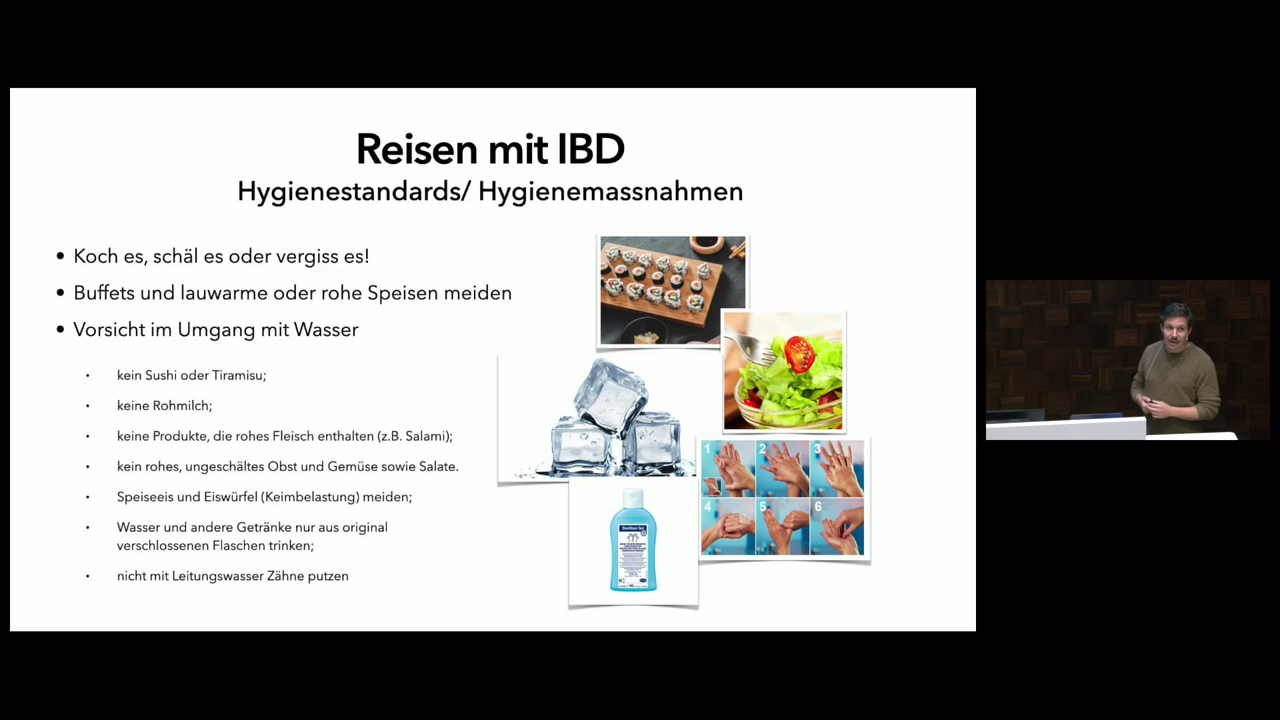 Reisen mit IBD
Hygienestandards/ Hygienemassnahmen
• Koch es, schäl es oder vergiss es!
• Buffets und lauwarme oder rohe Speisen meiden
• Vorsicht im Umgang mit Wasser
• kein Sushi oder Tiramisu;
• keine Rohmilch;
• keine Produkte, die rohes Fleisch enthalten (z.B. Salami);
• kein rohes, ungeschältes Obst und Gemüse sowie Salate.
• Speiseeis und Eiswürfel (Keimbelastung) meiden;
• Wasser und andere Getränke nur aus original
verschlossenen Flaschen trinken;
• nicht mit Leitungswasser Zähne putzen
1 2 3
4 5 6